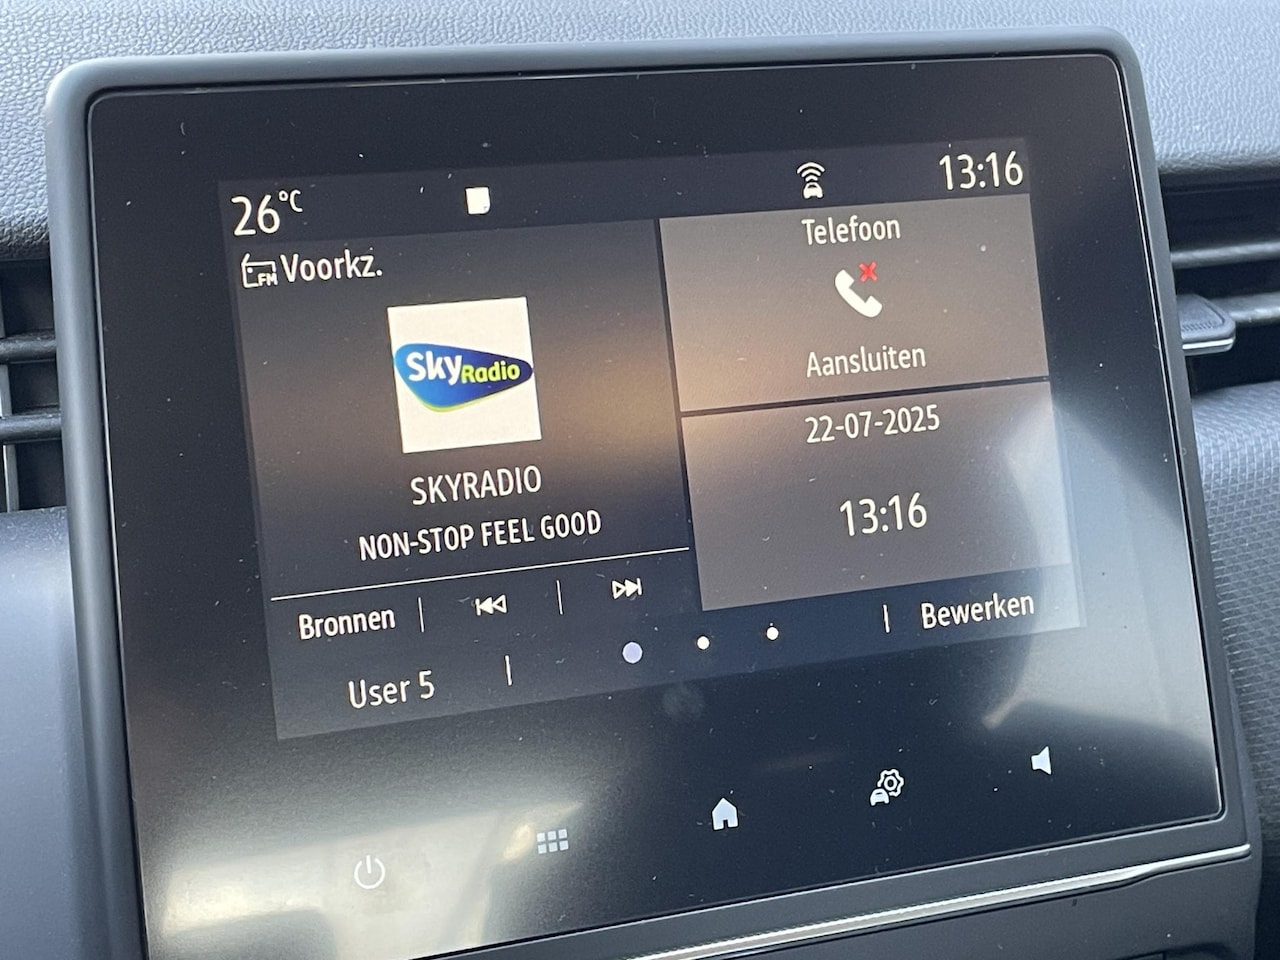 26°C
13:16
FM Voorkz.
Sky Radio
SKYRADIO
NON-STOP FEEL GOOD
Bronnen
User 5
Telefoon
Aansluiten
22-07-2025
13:16
Bewerken